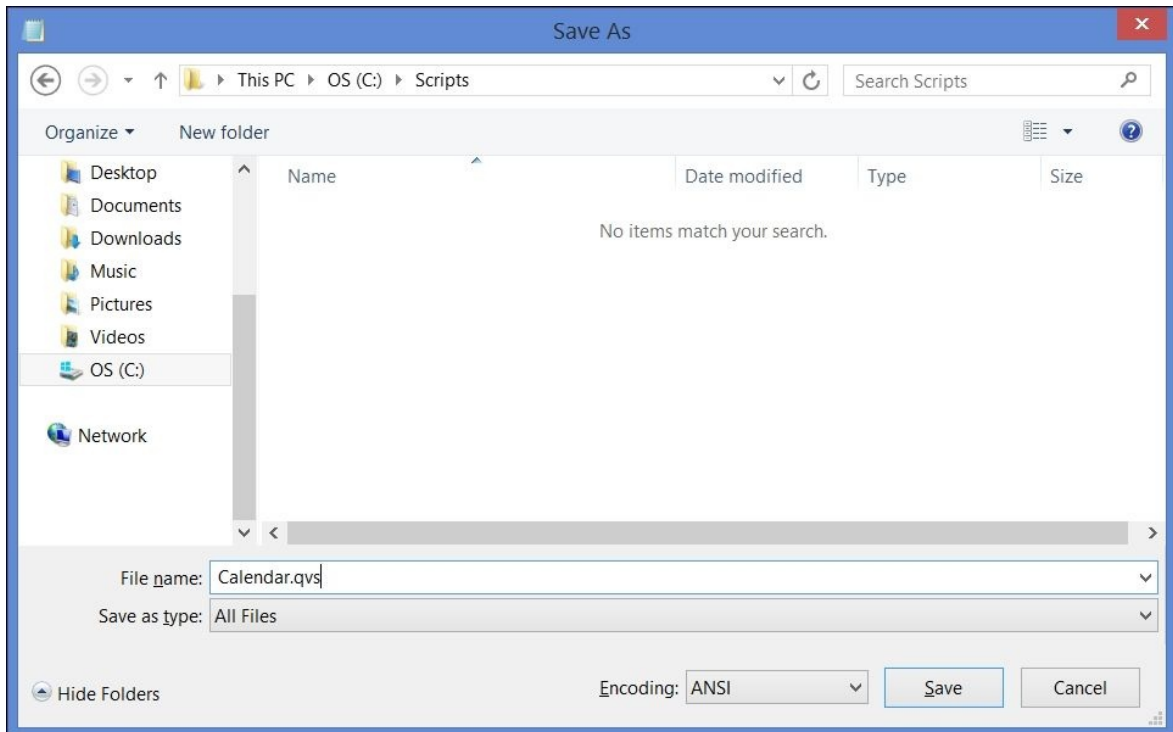 Save As
This PC OS (C:) Scripts Search Scripts
Organize New folder
Name Date modified Type Size
No items match your search.
Desktop
Documents
Downloads
Music
Pictures
Videos
OS (C:)
Network
File name: Calendar.qvs
Save as type: All Files
Hide Folders Encoding: ANSI Save Cancel